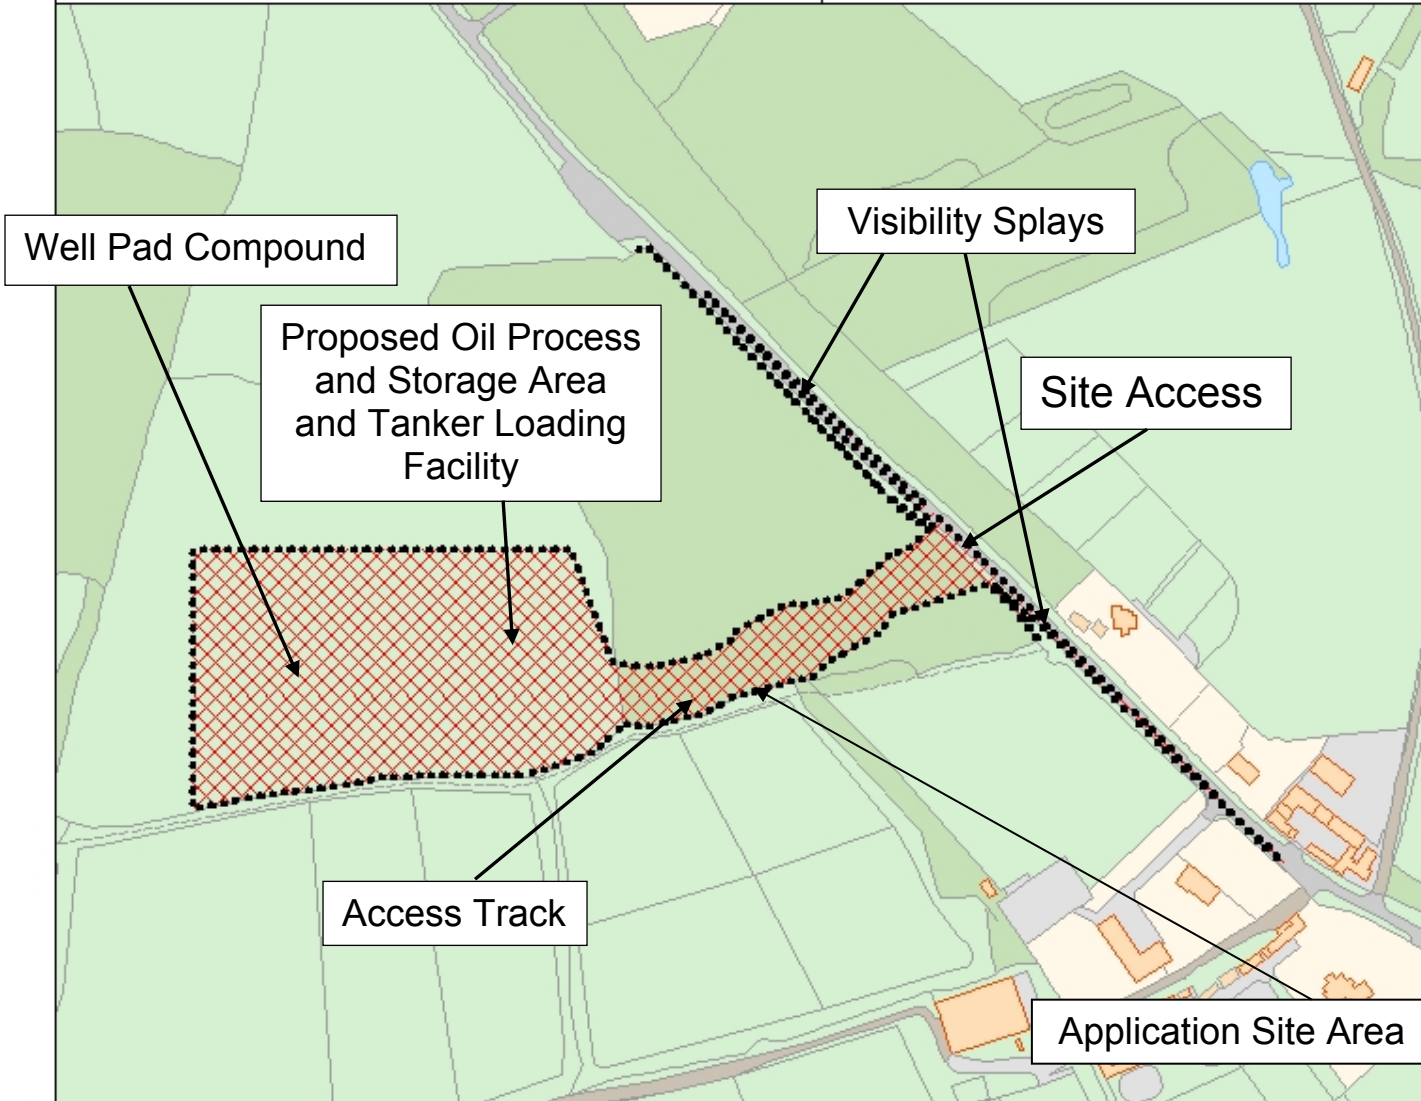 Visibility Splays
Well Pad Compound
Proposed Oil Process
and Storage Area
and Tanker Loading
Facility
Site Access
Access Track
Application Site Area